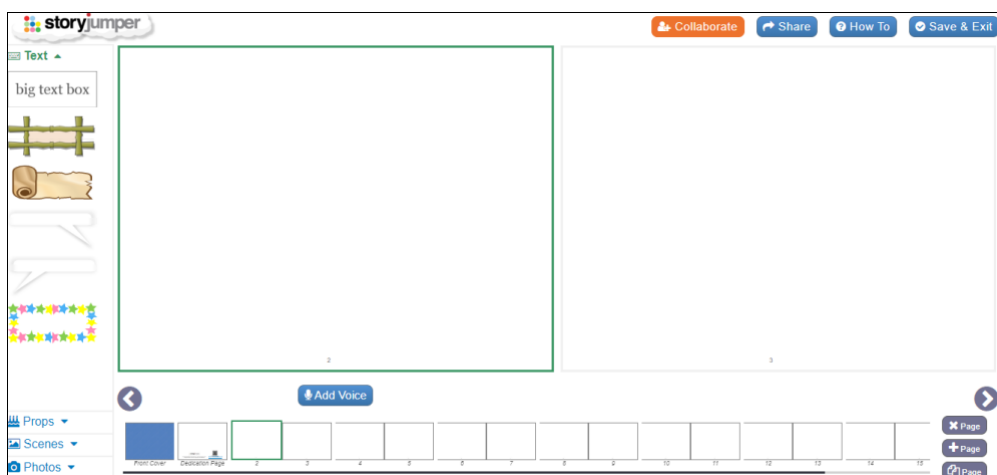 storyjumper
Collaborate
Share
How To
Save & Exit
Text
big text box
2
3
Add Voice
Props
Scenes
Photos
Front Cover
Dedication Page
2
3
4
5
6
7
8
9
10
11
12
13
14
15
Page
Page
Page